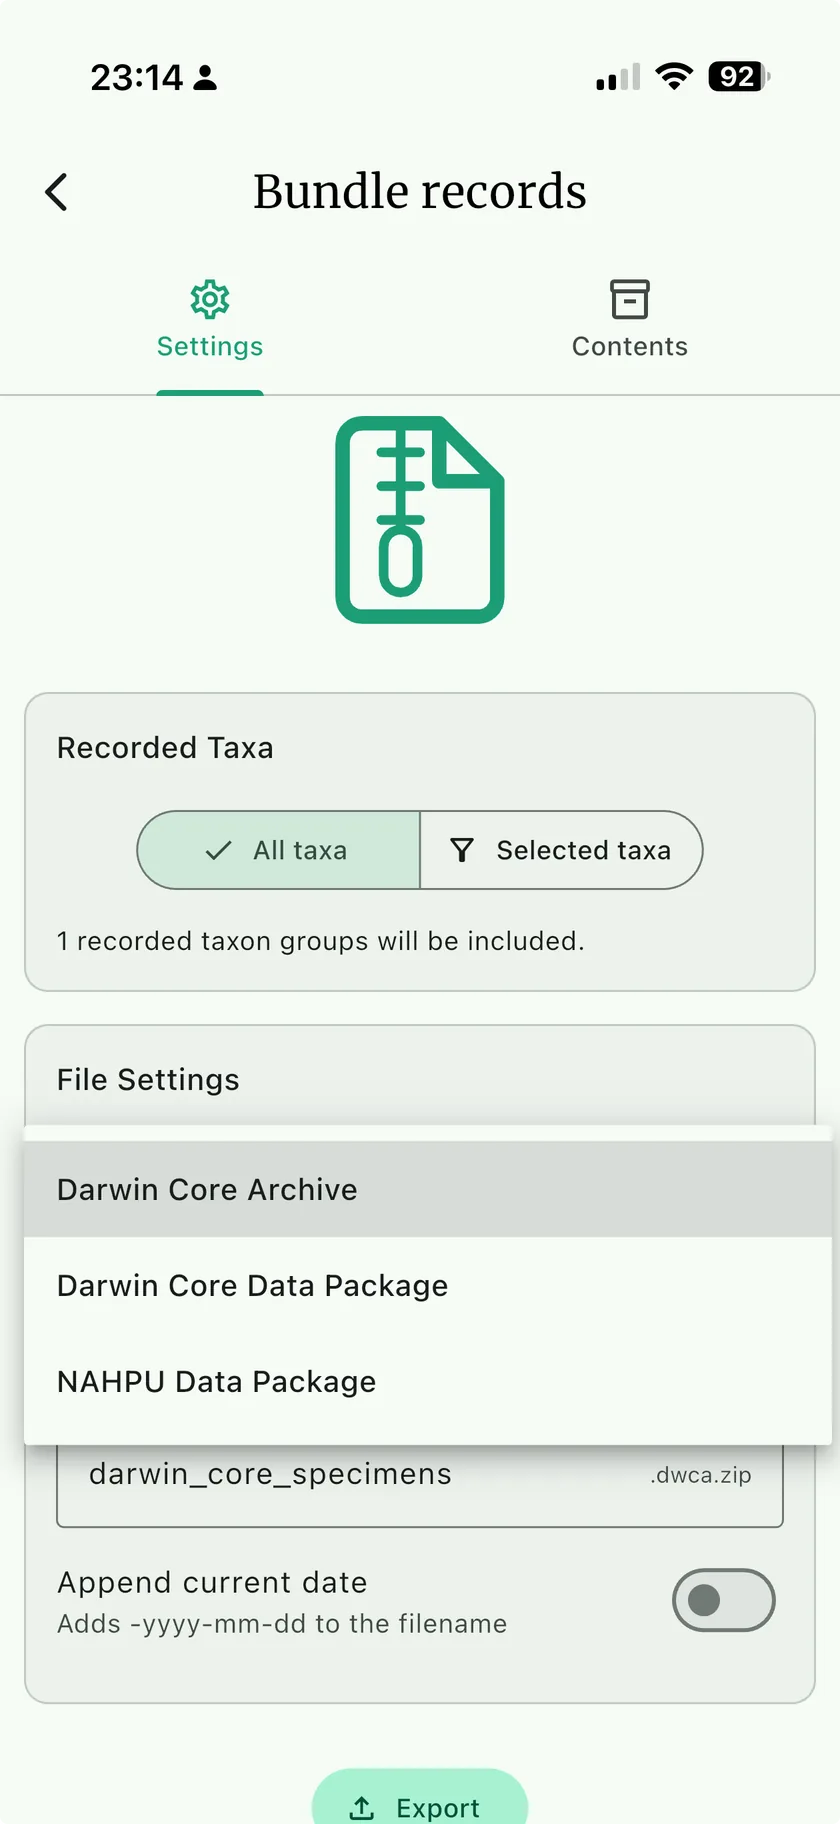 23:14
92
Bundle records
Settings
Contents
Recorded Taxa
All taxa
Selected taxa
1 recorded taxon groups will be included.
File Settings
Darwin Core Archive
Darwin Core Data Package
NAHPU Data Package
darwin_core_specimens
.dwca.zip
Append current date
Adds -yyyy-mm-dd to the filename
Export